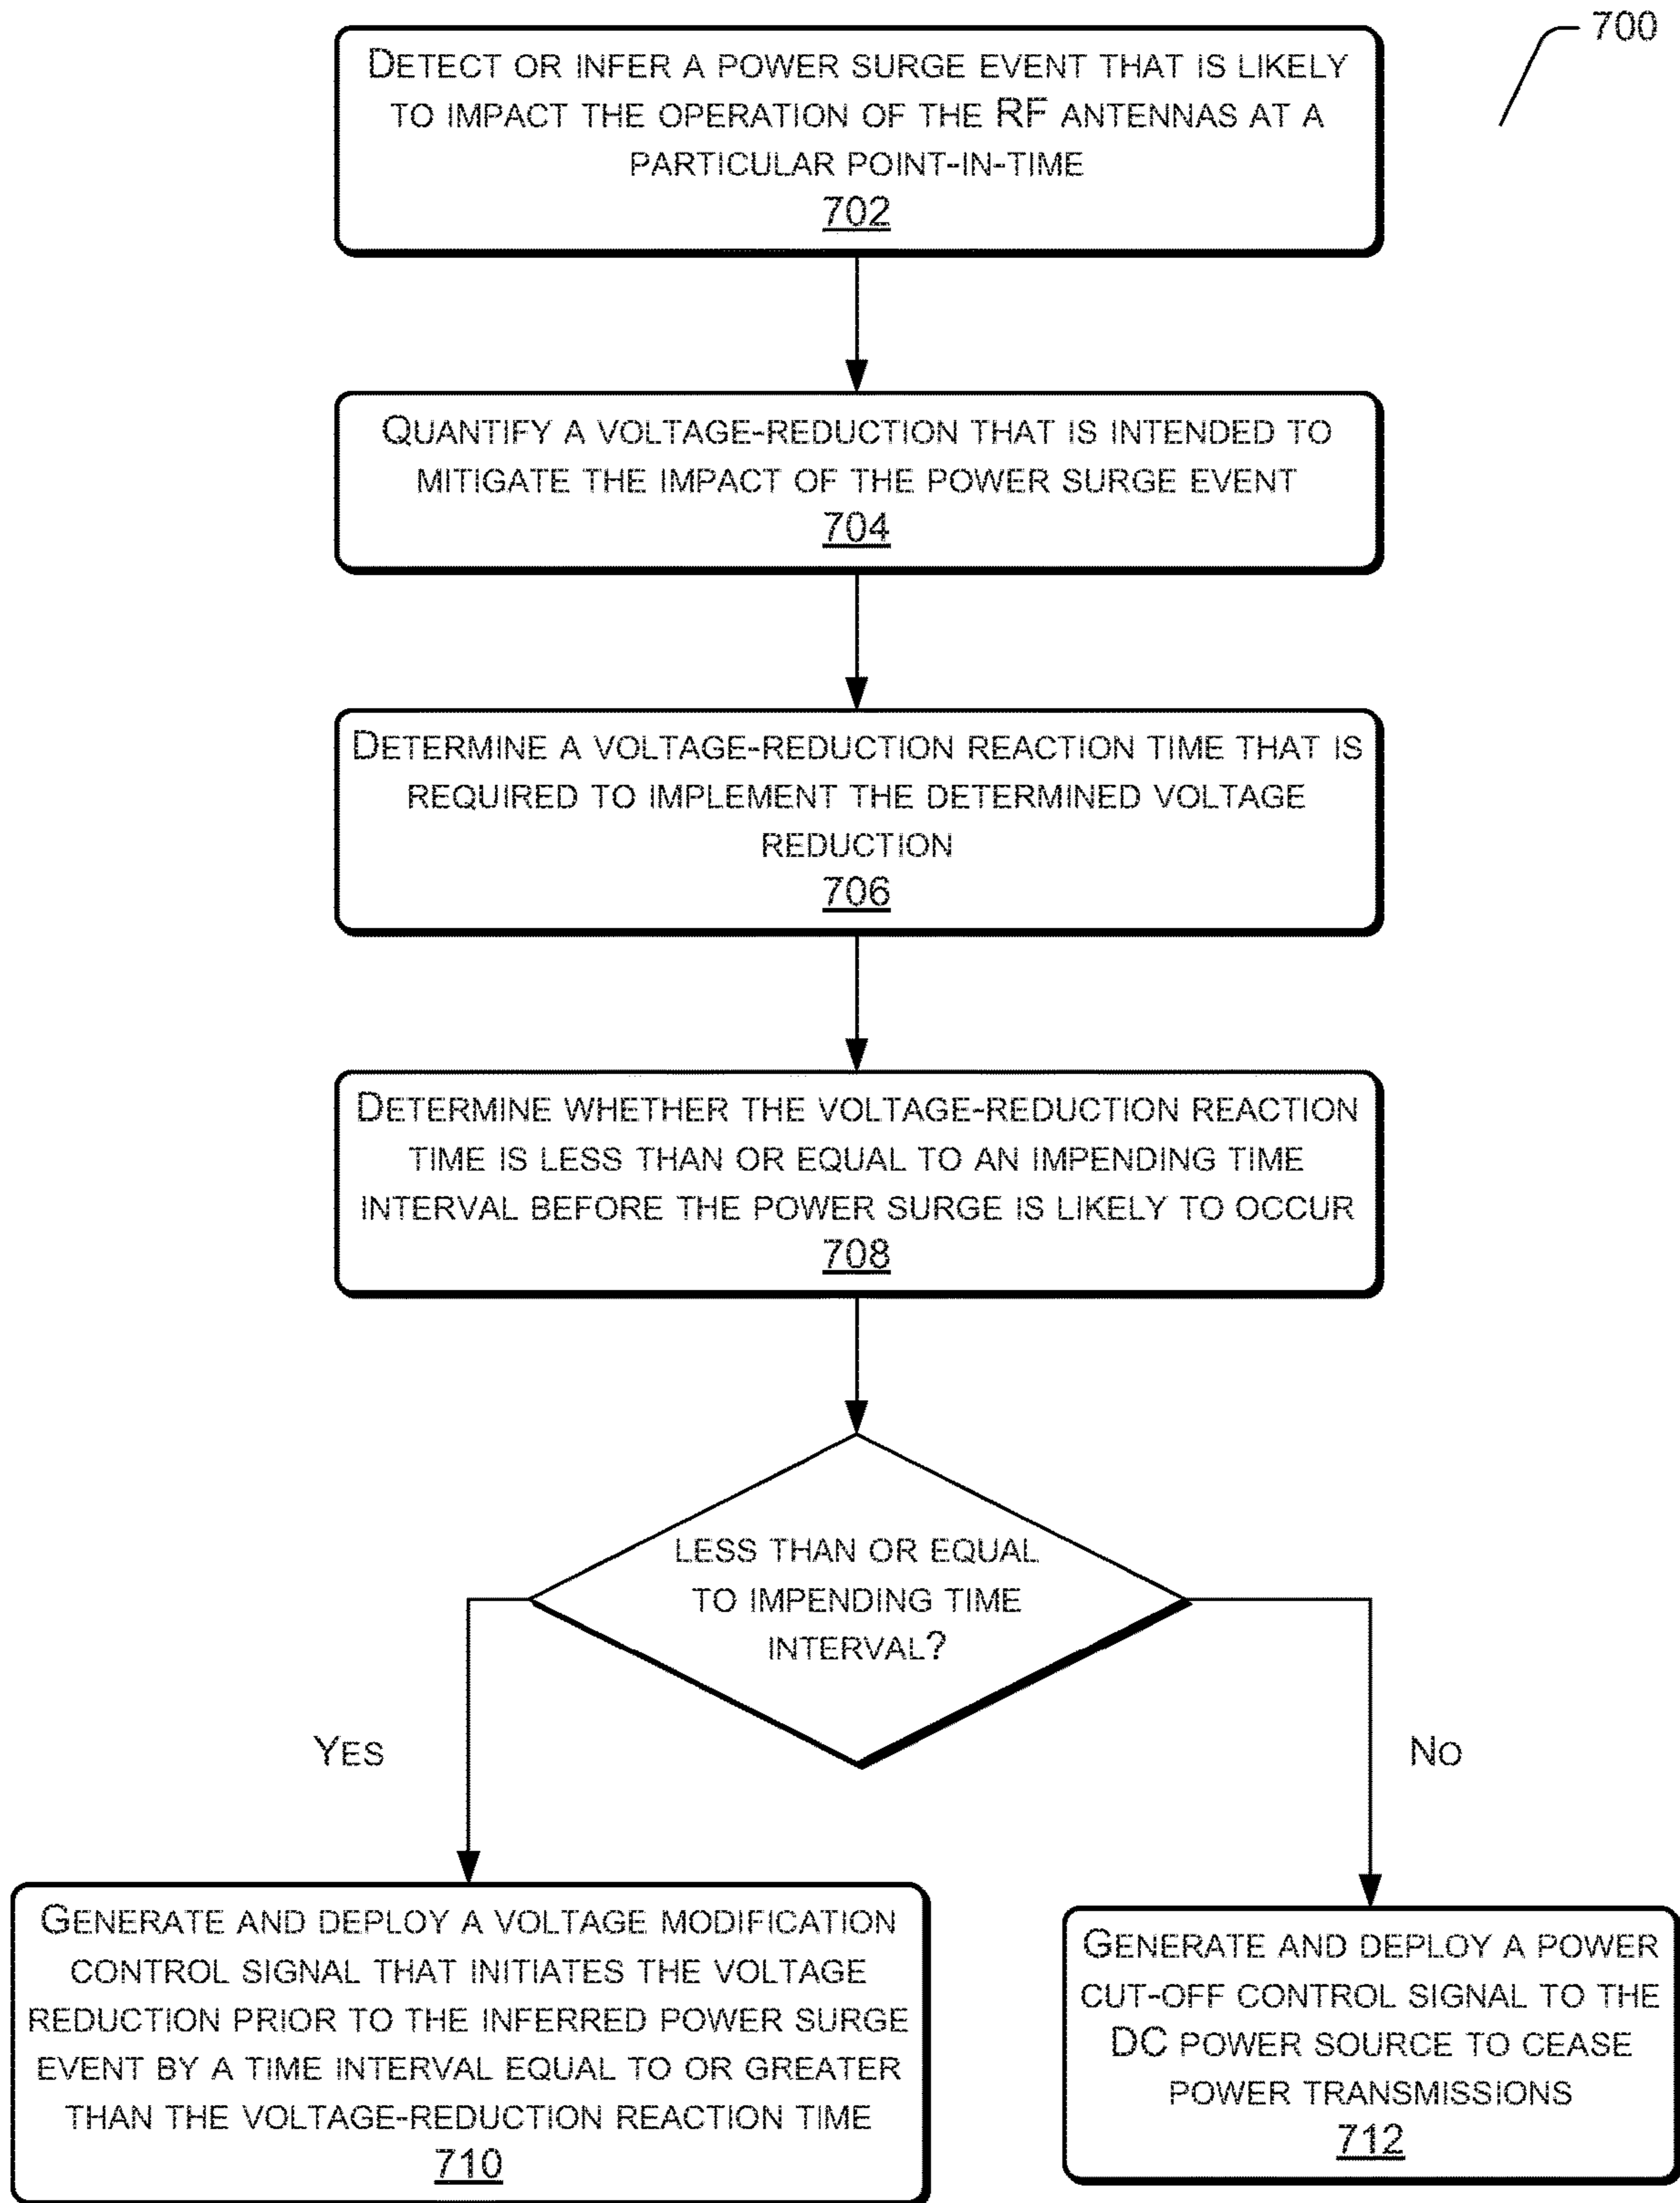 700
DETECT OR INFER A POWER SURGE EVENT THAT IS LIKELY
TO IMPACT THE OPERATION OF THE RF ANTENNAS AT A
PARTICULAR POINT-IN-TIME
702
QUANTIFY A VOLTAGE-REDUCTION THAT IS INTENDED TO
MITIGATE THE IMPACT OF THE POWER SURGE EVENT
704
DETERMINE A VOLTAGE-REDUCTION REACTION TIME THAT IS
REQUIRED TO IMPLEMENT THE DETERMINED VOLTAGE
REDUCTION
706
DETERMINE WHETHER THE VOLTAGE-REDUCTION REACTION
TIME IS LESS THAN OR EQUAL TO AN IMPENDING TIME
INTERVAL BEFORE THE POWER SURGE IS LIKELY TO OCCUR
708
LESS THAN OR EQUAL
TO IMPENDING TIME
INTERVAL?
YES
NO
GENERATE AND DEPLOY A VOLTAGE MODIFICATION
CONTROL SIGNAL THAT INITIATES THE VOLTAGE
REDUCTION PRIOR TO THE INFERRED POWER SURGE
EVENT BY A TIME INTERVAL EQUAL TO OR GREATER
THAN THE VOLTAGE-REDUCTION REACTION TIME
710
GENERATE AND DEPLOY A POWER
CUT-OFF CONTROL SIGNAL TO THE
DC POWER SOURCE TO CEASE
POWER TRANSMISSIONS
712